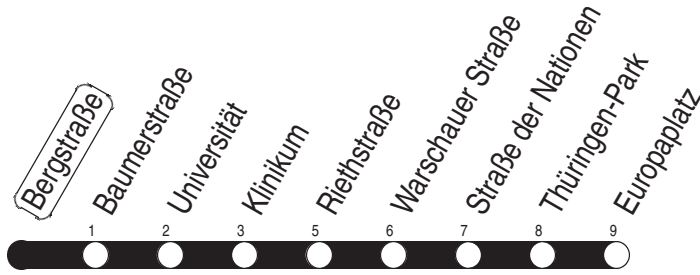 Bergstraße
Baumerstraße
Universität
Klinikum
Riethstraße
Warschauer Straße
Straße der Nationen
Thüringen-Park
Europaplatz
1 2 3 5 6 7 8 9